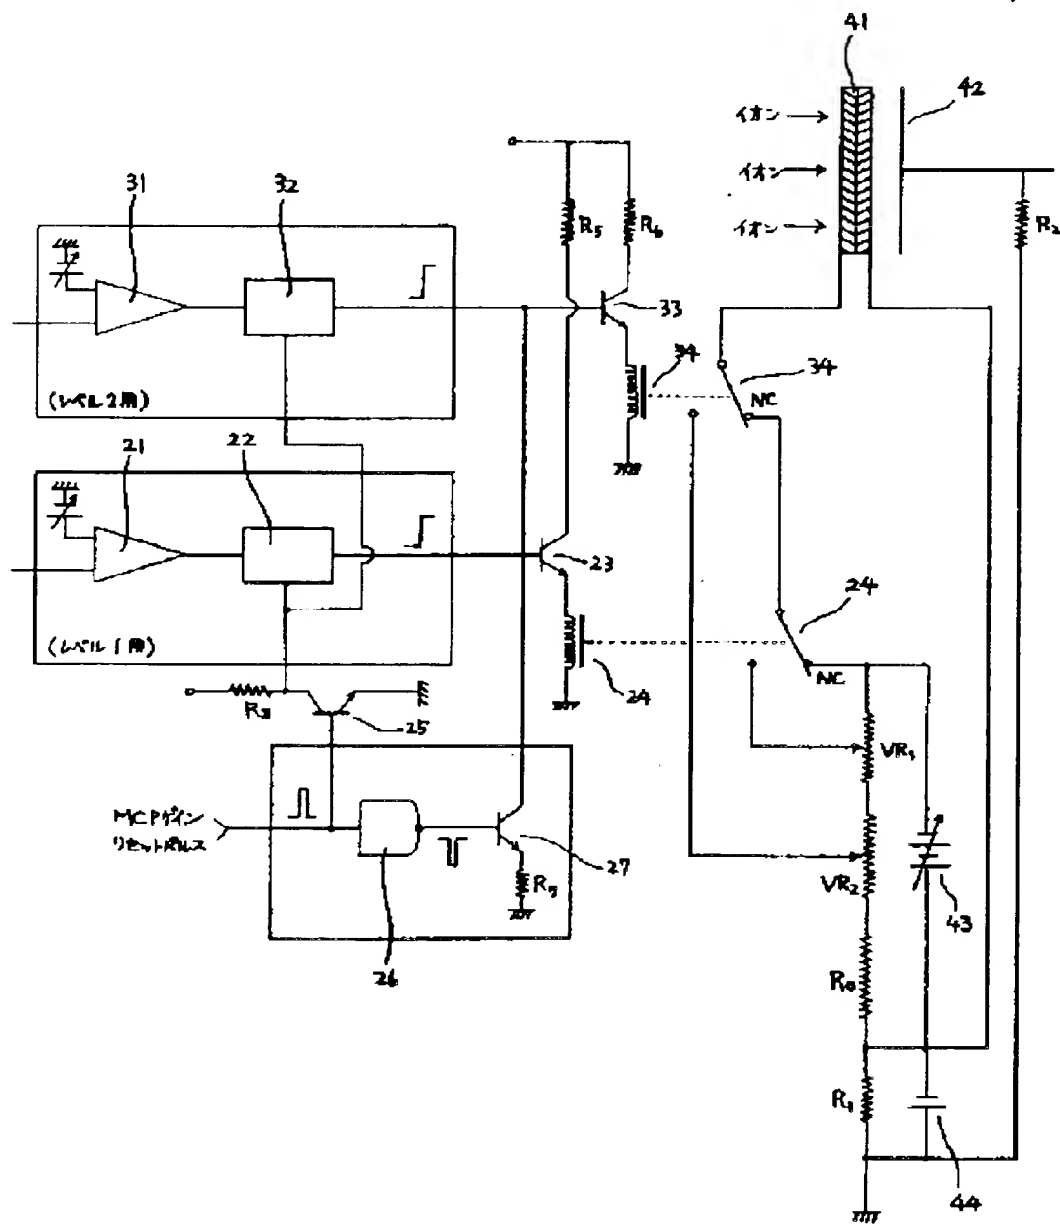 41
42
イオン
イオン
イオン
31
32
R5
R6
R2
33
34
34
NC
(レベル2用)
21
22
23
24
24
NC
(レベル1用)
R3
25
VR1
MCPゲイン
リセットパルス
27
R7
VR2
43
26
R0
R1
44